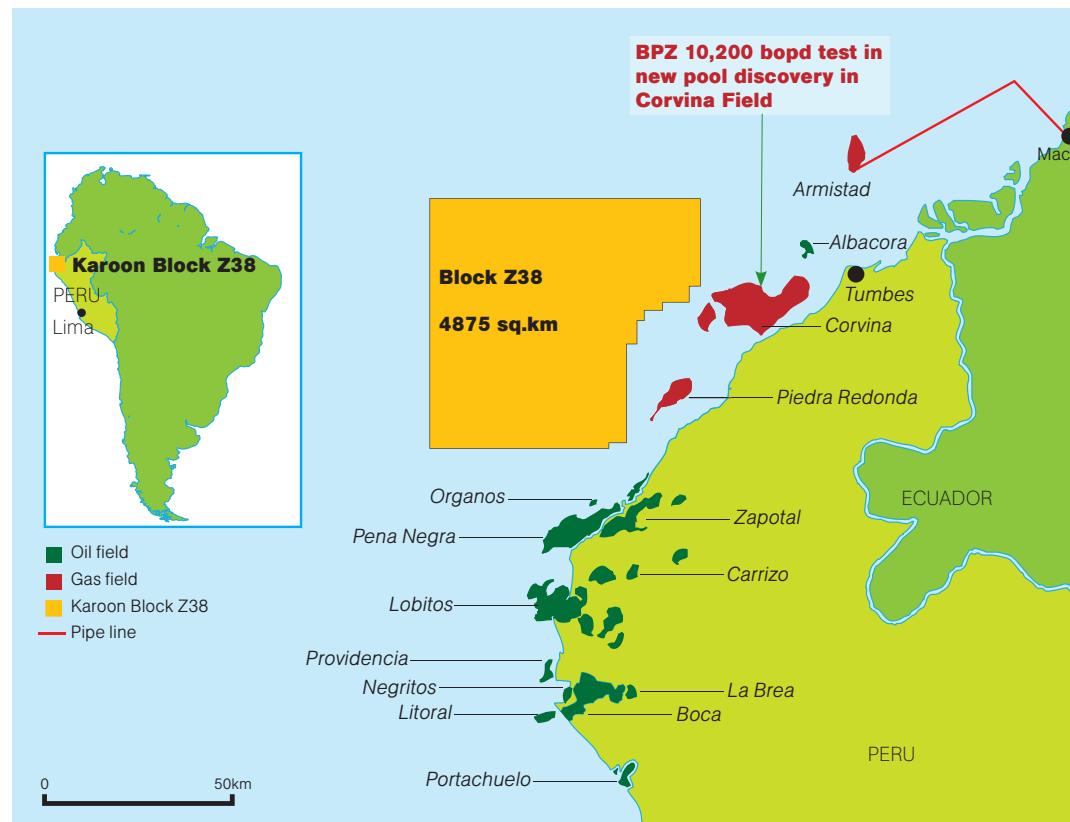 BPZ 10,200 bopd test in
new pool discovery in
Corvina Field
Mac
Armistad
Albacora
Tumbes
Corvina
Karoon Block Z38
PERU
Lima
Block Z38
4875 sq.km
Piedra Redonda
Organos
Zapotal
ECUADOR
Pena Negra
Oil field
Gas field
Karoon Block Z38
Pipe line
Carrizo
Lobitos
Providencia
Negritos
La Brea
Litoral
Boca
PERU
Portachuelo
0 50km